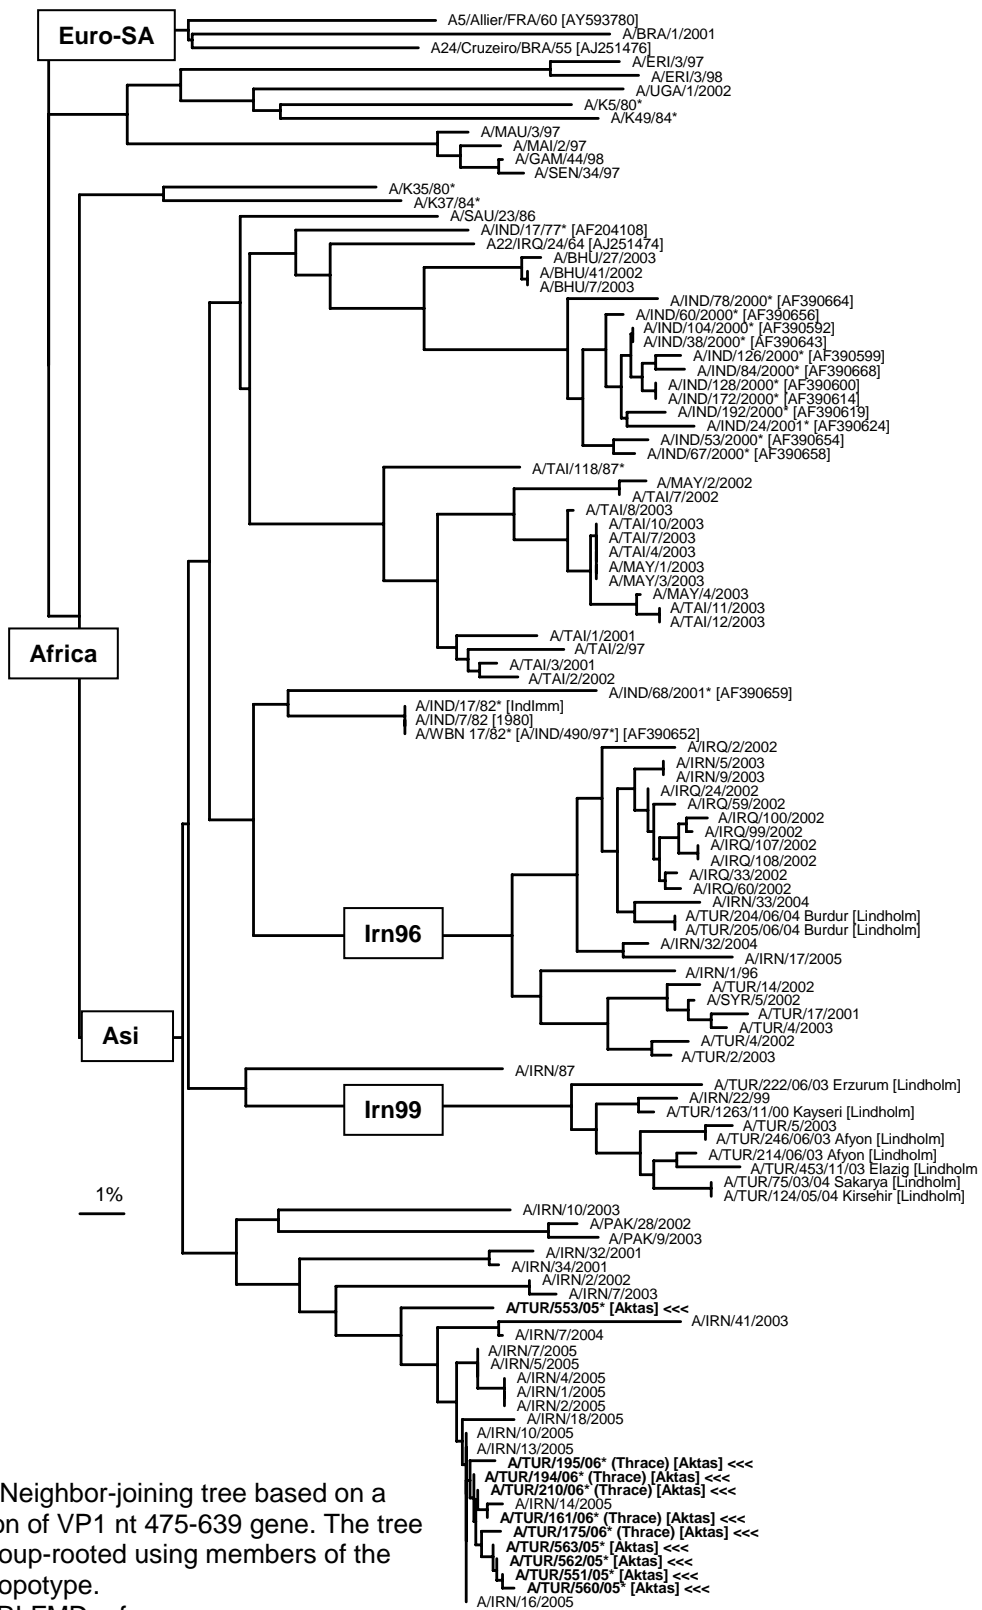 Euro-SA
A5/Allier/FRA/60 [AY593780]
A/BRA/1/2001
A24/Cruzeiro/BRA/55 [AJ251476]
A/ERI/3/97
A/ERI/3/98
A/UGA/1/2002
A/K5/80*
A/K49/84*
A/MAU/3/97
A/MAI/2/97
A/GAM/44/98
A/SEN/34/97
A/K35/80*
A/K37/84*
A/SAU/23/86
A/IND/17/77* [AF204108]
A22/IRQ/24/64 [AJ251474]
A/BHU/27/2003
A/BHU/41/2002
A/BHU/7/2003
A/IND/78/2000* [AF390664]
A/IND/60/2000* [AF390656]
A/IND/104/2000* [AF390592]
A/IND/38/2000* [AF390643]
A/IND/126/2000* [AF390599]
A/IND/84/2000* [AF390668]
A/IND/128/2000* [AF390600]
A/IND/172/2000* [AF390614]
A/IND/192/2000* [AF390619]
A/IND/24/2001* [AF390624]
A/IND/53/2000* [AF390654]
A/IND/67/2000* [AF390658]
A/TAI/118/87*
A/MAY/2/2002
A/TAI/7/2002
A/TAI/8/2003
A/TAI/10/2003
A/TAI/7/2003
A/TAI/4/2003
A/MAY/1/2003
A/MAY/3/2003
A/MAY/4/2003
A/TAI/11/2003
A/TAI/12/2003
A/TAI/1/2001
A/TAI/2/97
Africa
A/TAI/3/2001
A/TAI/2/2002
A/IND/68/2001* [AF390659]
A/IND/17/82* [IndImm]
A/IND/7/82 [1980]
A/WBN 17/82* [A/IND/490/97*] [AF390652]
A/IRQ/2/2002
A/IRN/5/2003
A/IRN/9/2003
A/IRQ/24/2002
A/IRQ/59/2002
A/IRQ/100/2002
A/IRQ/99/2002
A/IRQ/107/2002
A/IRQ/108/2002
A/IRQ/33/2002
A/IRQ/60/2002
A/IRN/33/2004
A/TUR/204/06/04 Burdur [Lindholm]
A/TUR/205/06/04 Burdur [Lindholm]
Irn96
A/IRN/32/2004
A/IRN/17/2005
A/IRN/1/96
A/TUR/14/2002
A/SYR/5/2002
A/TUR/17/2001
A/TUR/4/2003
Asi
A/TUR/4/2002
A/TUR/2/2003
A/IRN/87
A/TUR/222/06/03 Erzurum [Lindholm]
A/IRN/22/99
Irn99
A/TUR/1263/11/00 Kayseri [Lindholm]
A/TUR/5/2003
A/TUR/246/06/03 Afyon [Lindholm]
A/TUR/214/06/03 Afyon [Lindholm]
A/TUR/453/11/03 Elazig [Lindholm
A/TUR/75/03/04 Sakarya [Lindholm]
A/TUR/124/05/04 Kirsehir [Lindholm]
1%
A/IRN/10/2003
A/PAK/28/2002
A/PAK/9/2003
A/IRN/32/2001
A/IRN/34/2001
A/IRN/2/2002
A/IRN/7/2003
A/TUR/553/05* [Aktas] <<<
A/IRN/41/2003
A/IRN/7/2004
A/IRN/7/2005
A/IRN/5/2005
A/IRN/4/2005
A/IRN/1/2005
A/IRN/2/2005
A/IRN/18/2005
A/IRN/10/2005
A/IRN/13/2005
A/TUR/195/06* (Thrace) [Aktas] <<<
A/TUR/194/06* (Thrace) [Aktas] <<<
A/TUR/210/06* (Thrace) [Aktas] <<<
A/IRN/14/2005
A/TUR/161/06* (Thrace) [Aktas] <<<
A/TUR/175/06* (Thrace) [Aktas] <<<
A/TUR/563/05* [Aktas] <<<
A/TUR/562/05* [Aktas] <<<
A/TUR/551/05* [Aktas] <<<
A/TUR/560/05* [Aktas] <<<
A/IRN/16/2005
Neighbor-joining tree based on a
on of VP1 nt 475-639 gene. The tree
oup-rooted using members of the
opotype.